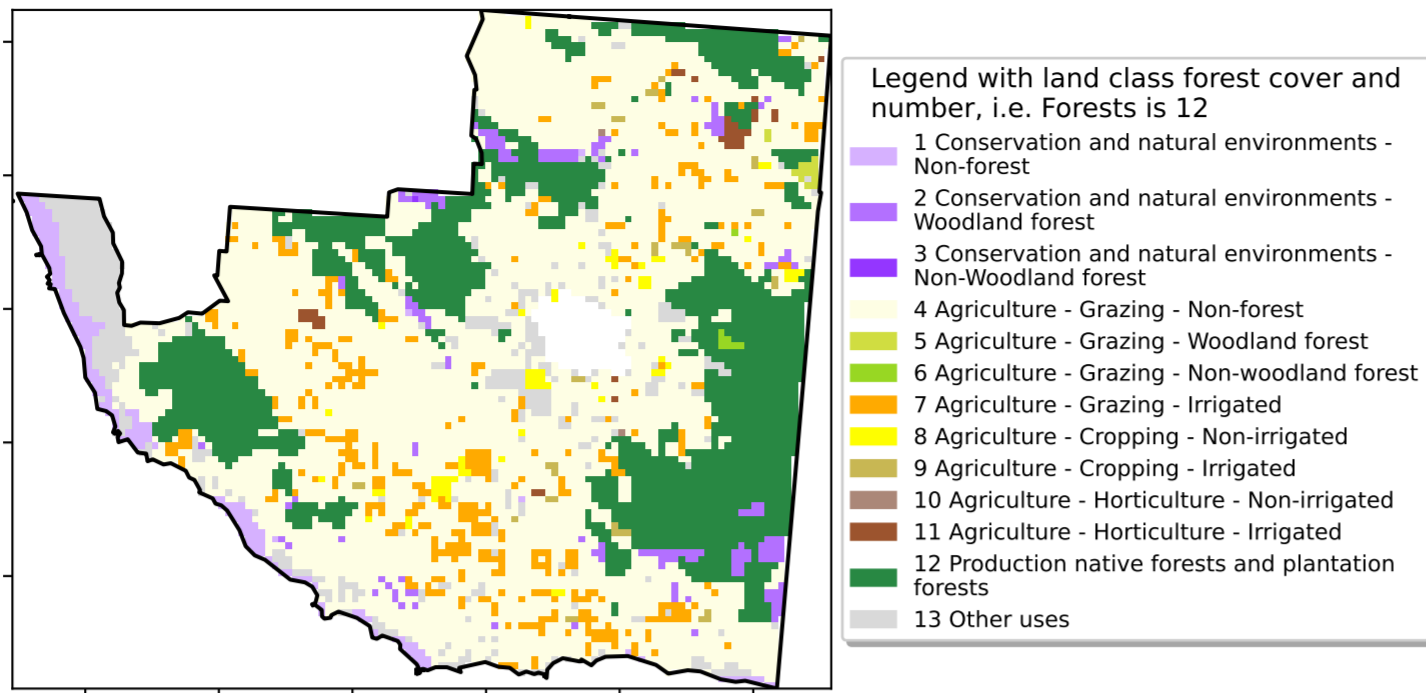 Legend with land class forest cover and
number, i.e. Forests is 12
1 Conservation and natural environments -
Non-forest
2 Conservation and natural environments -
Woodland forest
3 Conservation and natural environments -
Non-Woodland forest
4 Agriculture - Grazing - Non-forest
5 Agriculture - Grazing - Woodland forest
6 Agriculture - Grazing - Non-woodland forest
7 Agriculture - Grazing - Irrigated
8 Agriculture - Cropping - Non-irrigated
9 Agriculture - Cropping - Irrigated
10 Agriculture - Horticulture - Non-irrigated
11 Agriculture - Horticulture - Irrigated
12 Production native forests and plantation
forests
13 Other uses